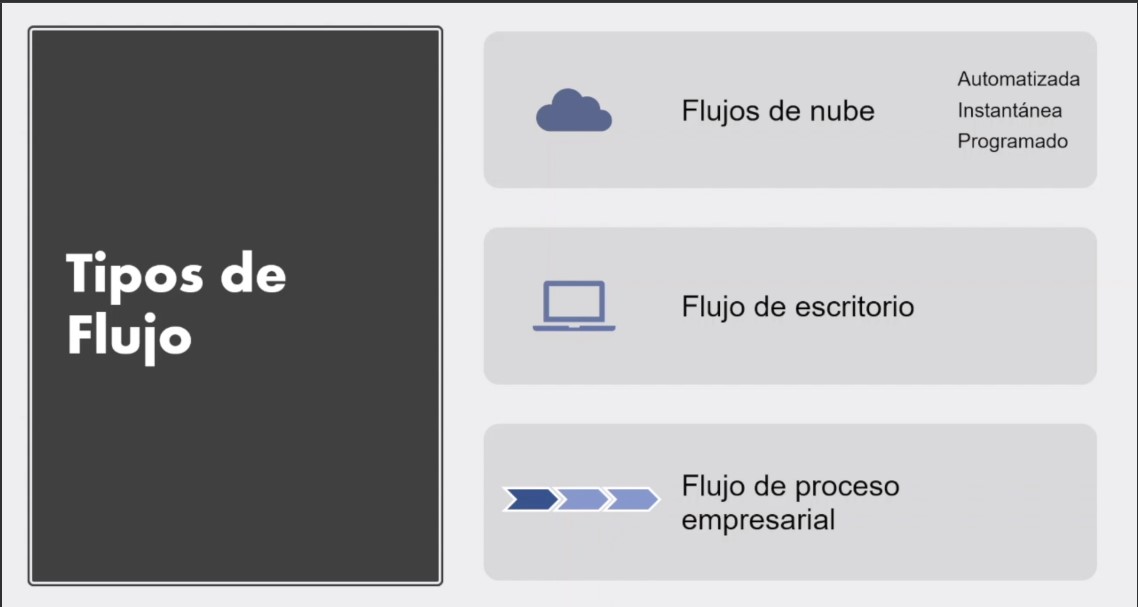 Tipos de
Flujo
Flujos de nube
Automatizada
Instantánea
Programado
Flujo de escritorio
Flujo de proceso
empresarial